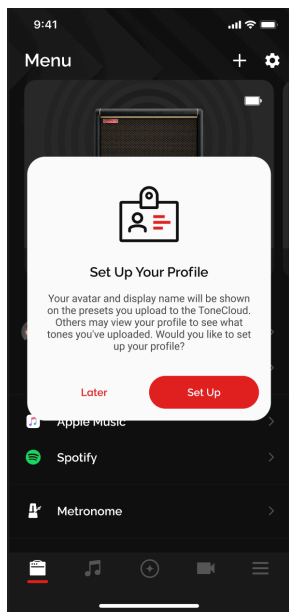 9:41
Menu
Set Up Your Profile
Your avatar and display name will be shown
on the presets you upload to the ToneCloud.
Others may view your profile to see what
tones you've uploaded. Would you like to set
up your profile?
Later
Set Up
Apple Music
Spotify
Metronome